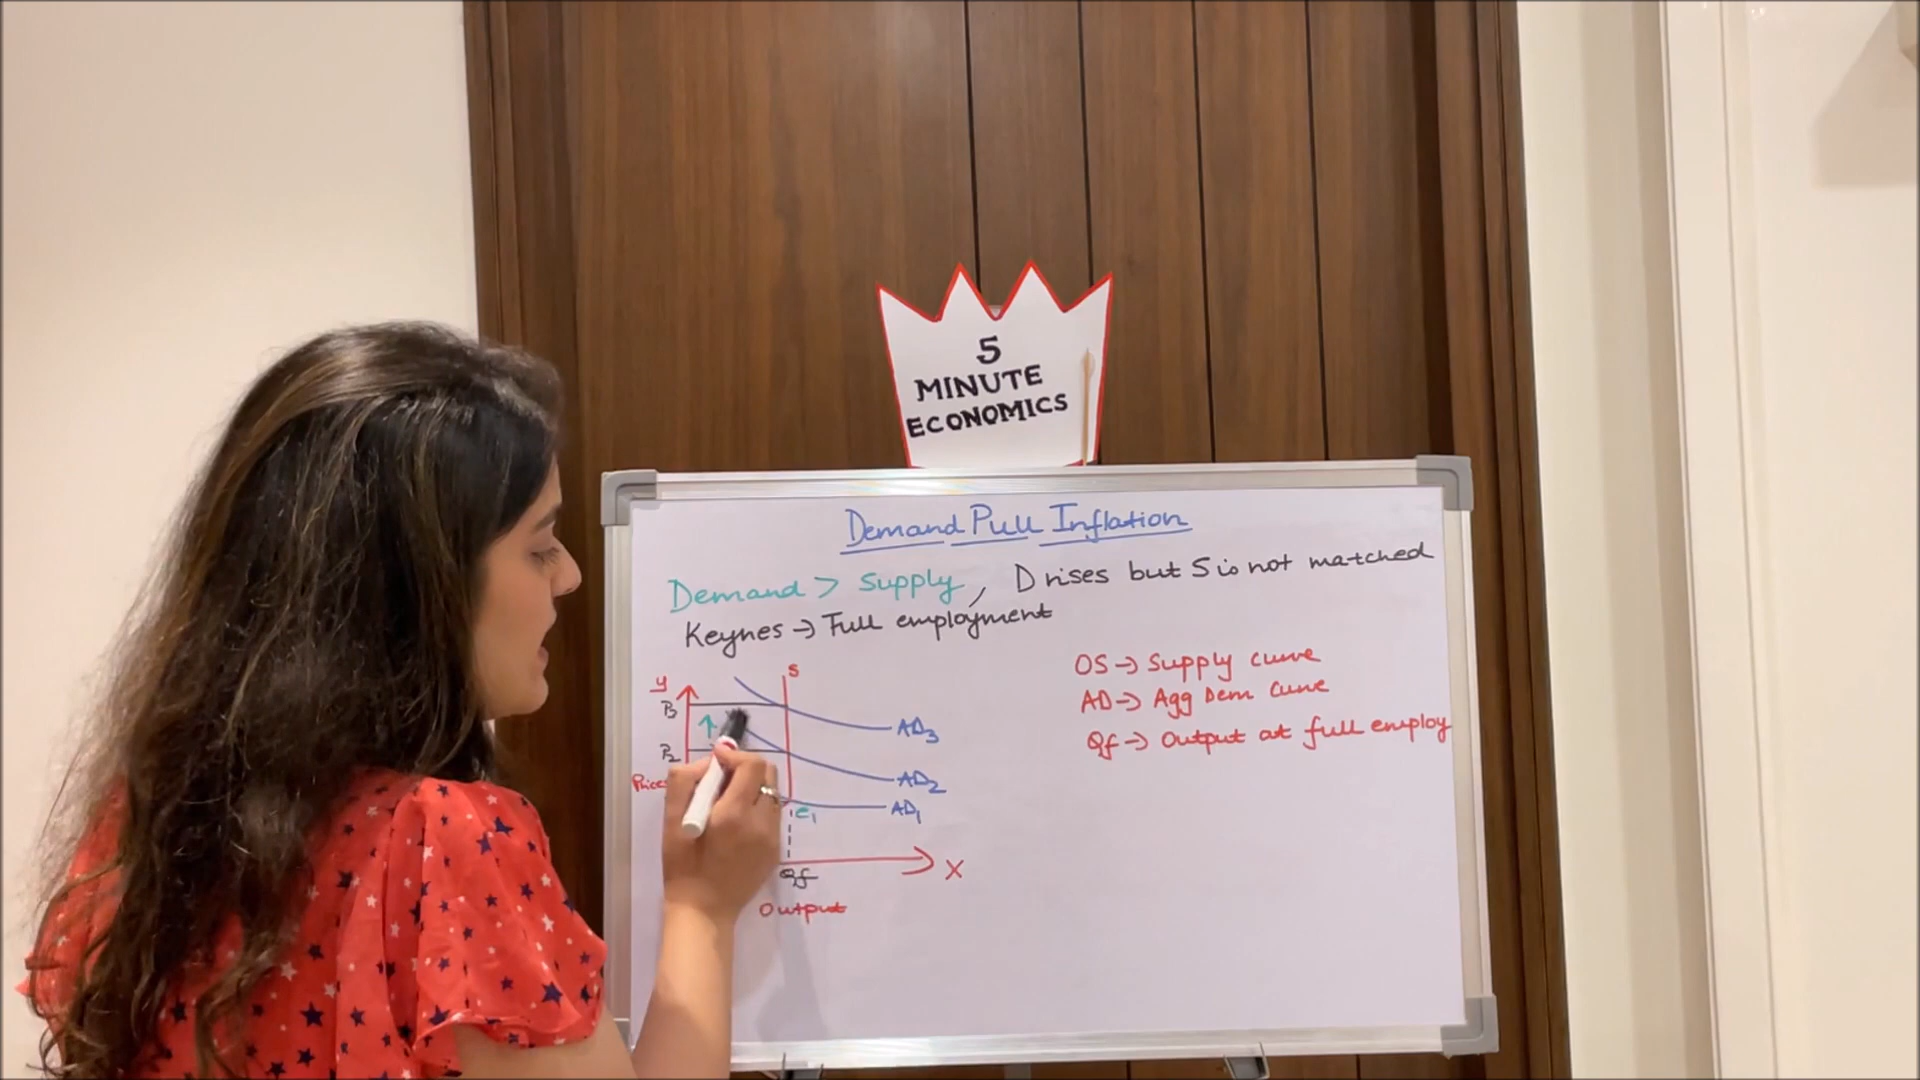 5
MINUTE
ECONOMICS
Demand Pull Inflation
Demand > Supply, D rises but S is not matched
Keynes → Full employment
OS → Supply curve
AD → Agg Dem Curve
Qf → Output at full employ
S
y
P3
AD3
P2
AD2
Prices
e1
AD1
X
Qf
Output